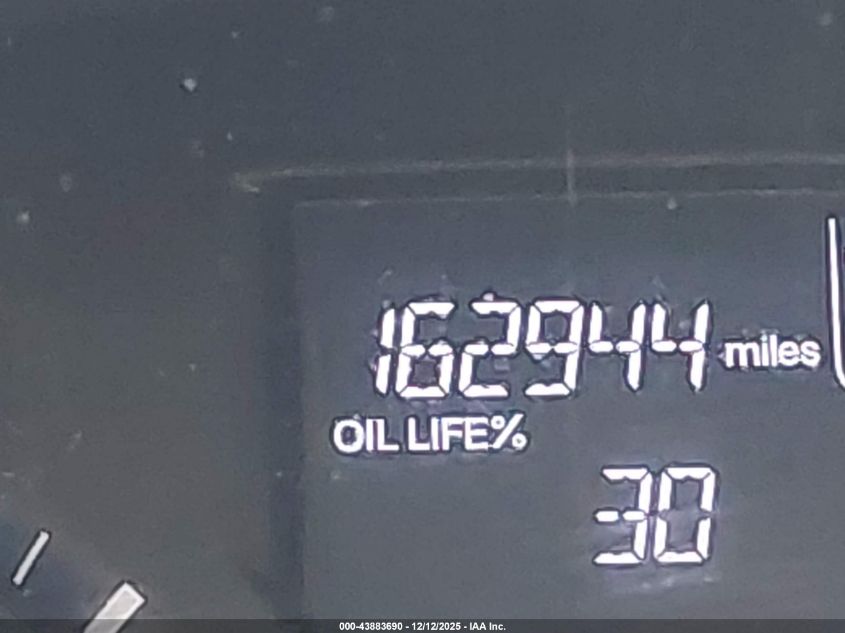 162944 miles
OIL LIFE%
30
000-43883690 - 12/12/2025 - IAA Inc.